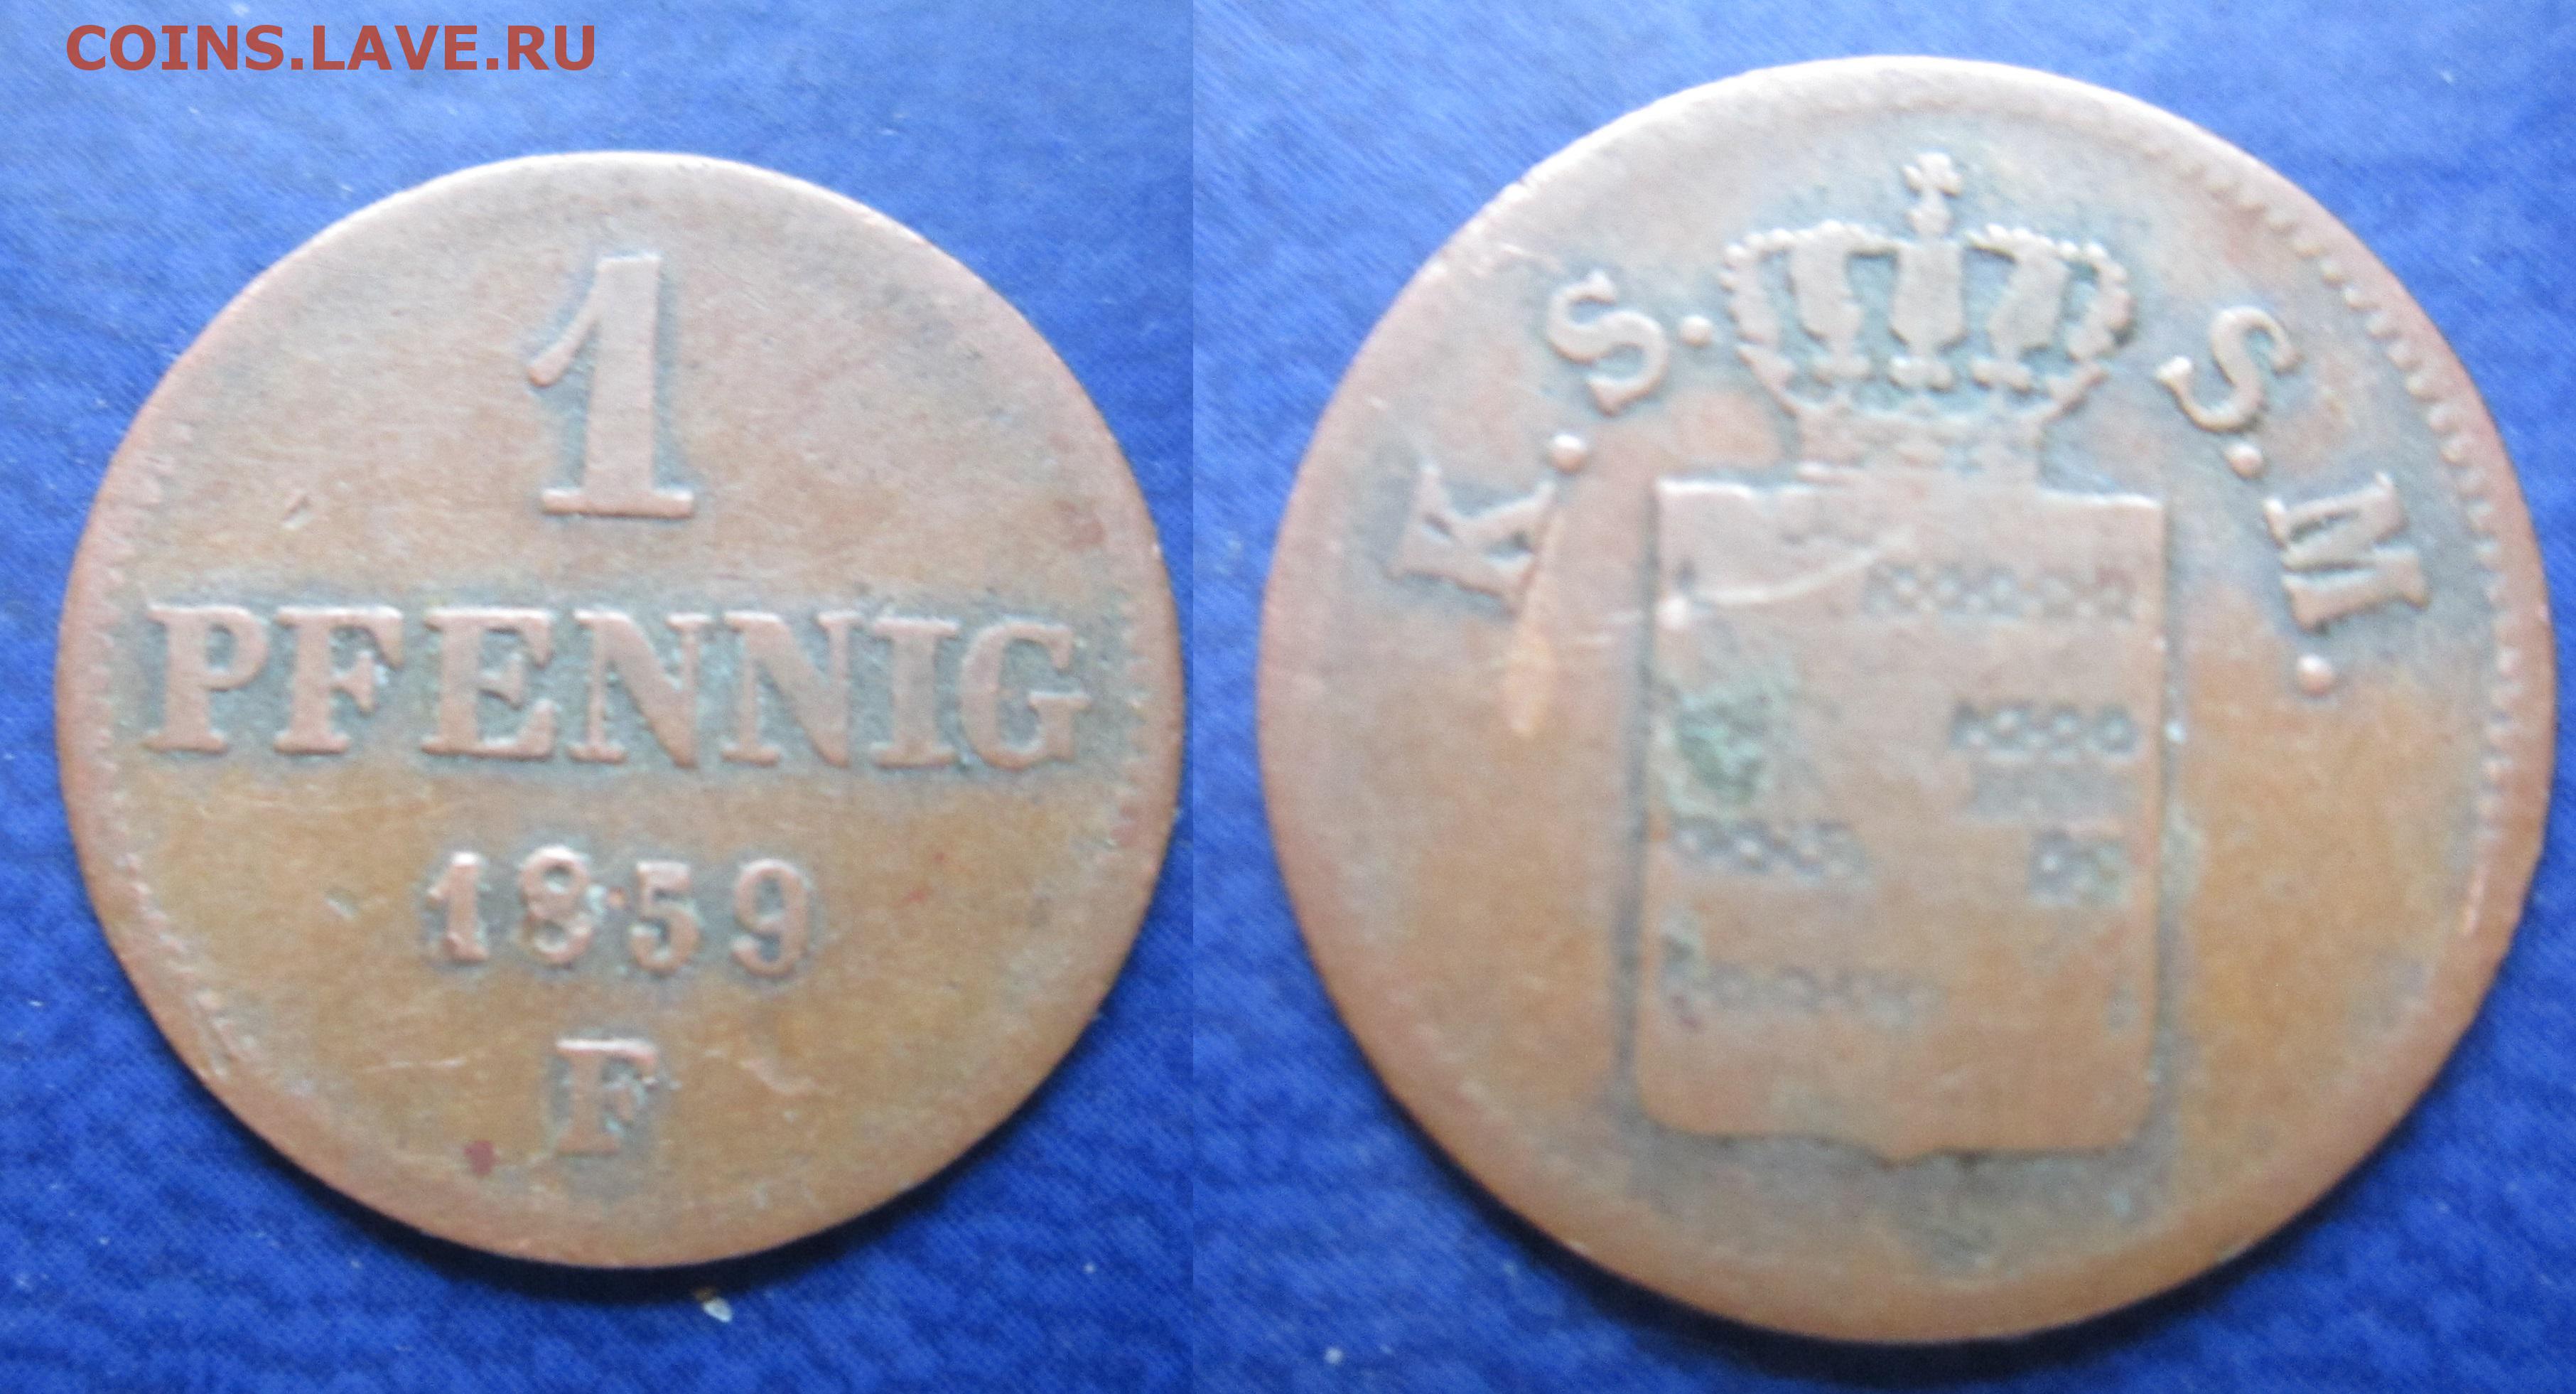 COINS.LAVE.RU
1
PFENNIG
1859
F
K.S. S.M.